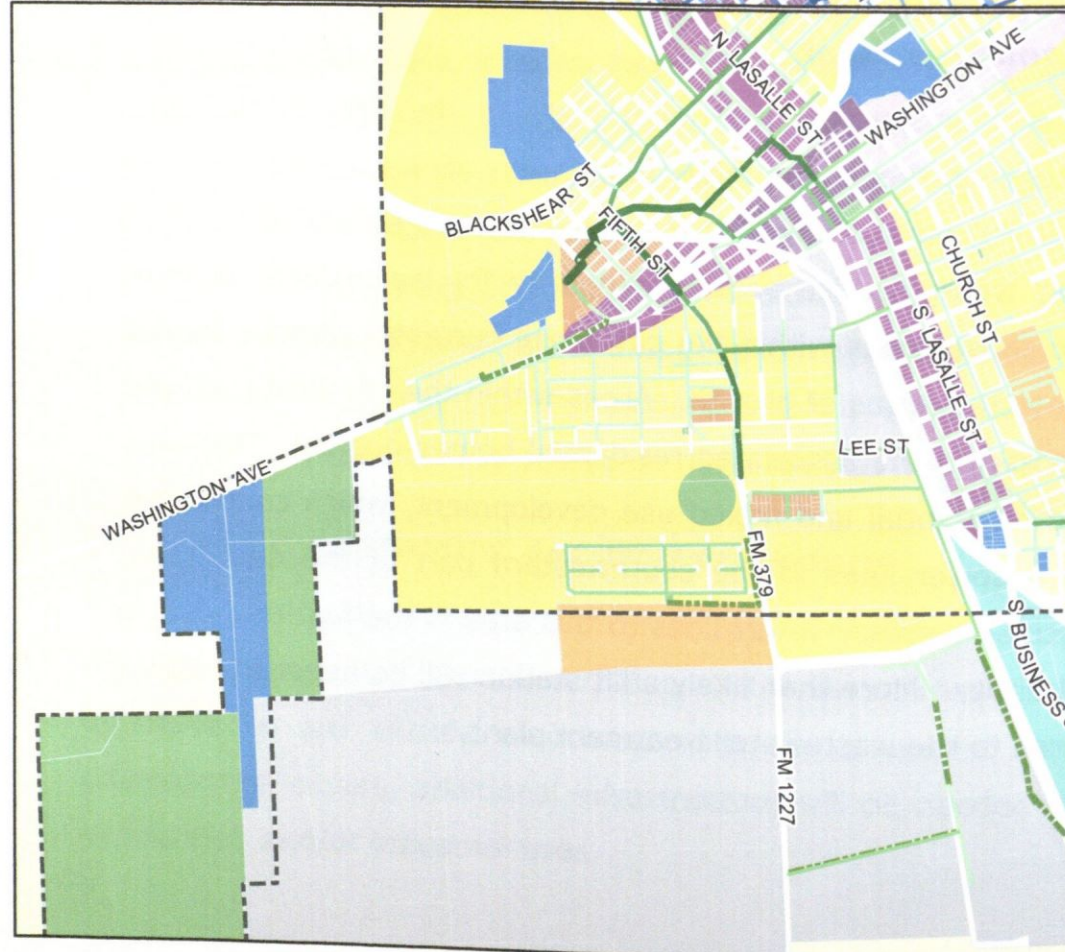 N LASALLE ST
WASHINGTON AVE
BLACKSHEAR ST
FIFTH ST
CHURCH ST
S LASALLE ST
LEE ST
WASHINGTON AVE
FM 379
S BUSINESS
FM 1227